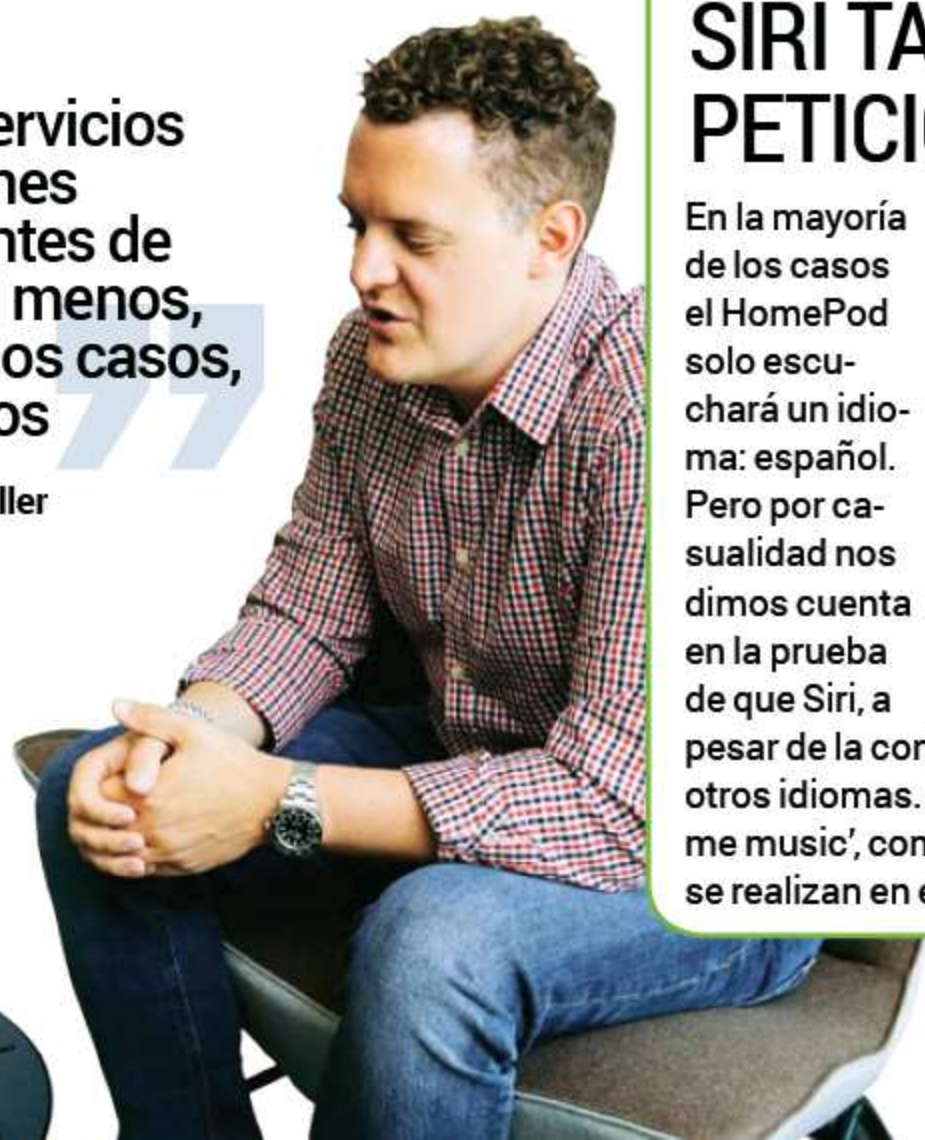 ervicios
nes
ntes de
menos,
os casos,
os
ller
SIRI TA
PETICI
En la mayoría
de los casos
el HomePod
solo escu-
chará un idio-
ma: español.
Pero por ca-
sualidad nos
dimos cuenta
en la prueba
de que Siri, a
pesar de la con
otros idiomas.
me music’, con
se realizan en e